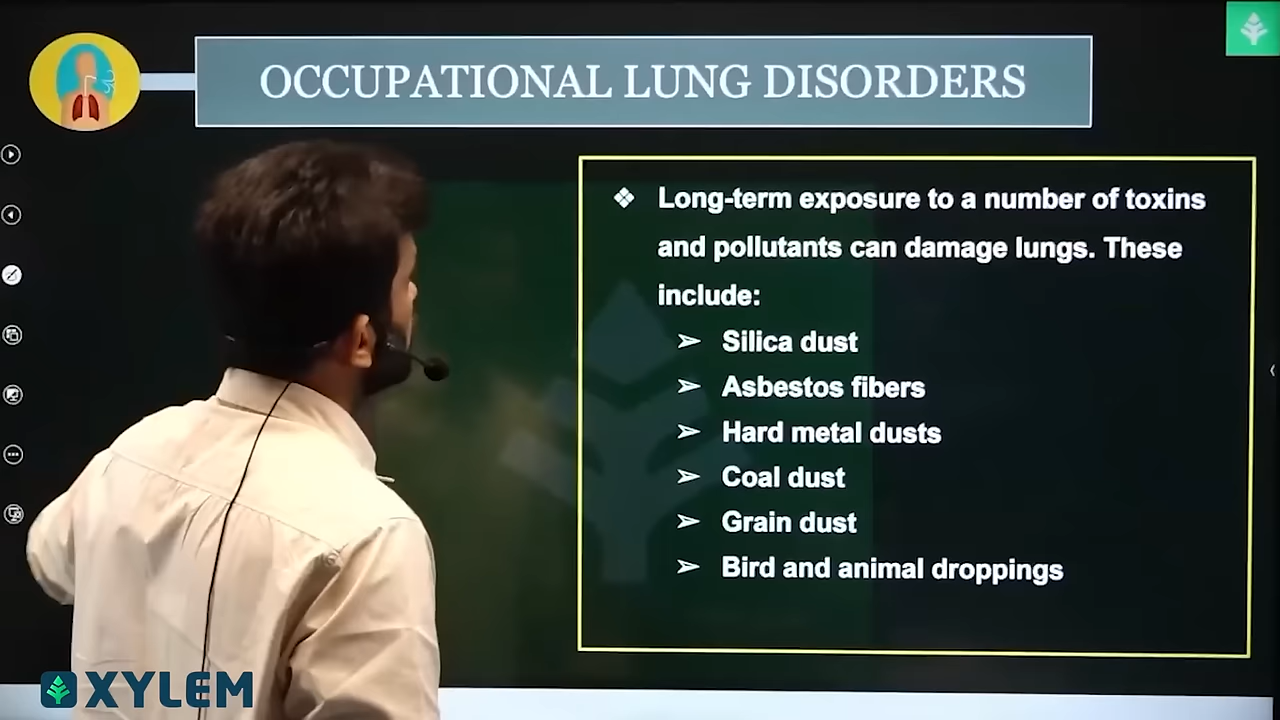 OCCUPATIONAL LUNG DISORDERS
❖ Long-term exposure to a number of toxins
and pollutants can damage lungs. These
include:
➢ Silica dust
➢ Asbestos fibers
➢ Hard metal dusts
➢ Coal dust
➢ Grain dust
➢ Bird and animal droppings
XYLEM